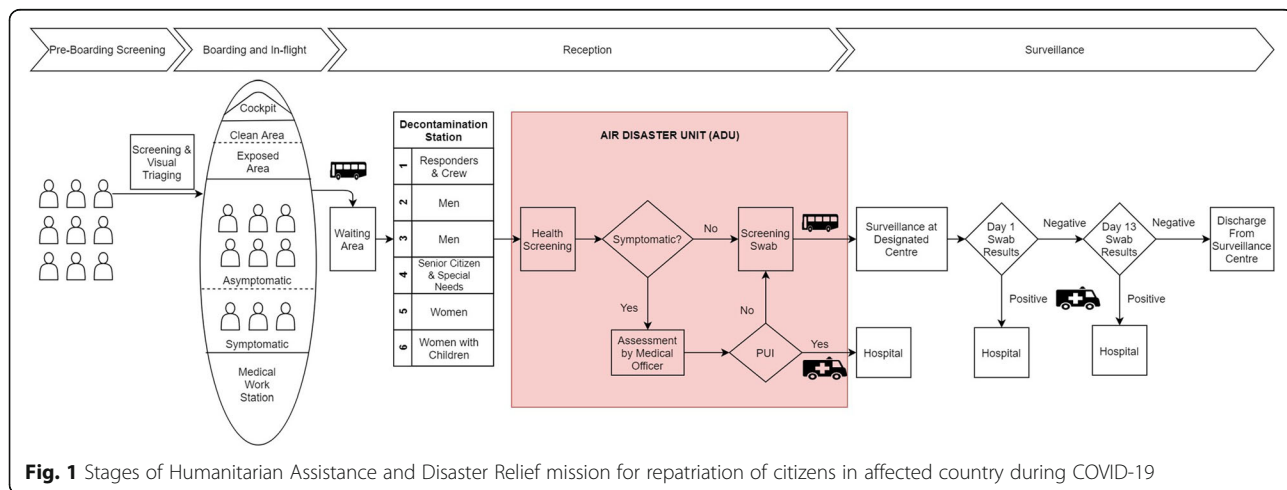 Pre-Boarding Screening
Boarding and In-flight
Reception
Surveillance
Screening &
Visual
Triaging
Cockpit
Clean Area
Exposed
Area
Asymptomatic
Symptomatic
Medical
Work
Station
Waiting
Area
Decontamination
Station
1 Responders
& Crew
2 Men
3 Men
4 Senior Citizen
& Special
Needs
5 Women
6 Women with
Children
AIR DISASTER UNIT (ADU)
Health
Screening
Symptomatic?
No
Yes
Screening
Swab
Assessment
by Medical
Officer
PUI
No
Yes
Hospital
Surveillance at
Designated
Centre
Day 1
Swab
Results
Negative
Positive
Hospital
Day 13
Swab
Results
Negative
Positive
Hospital
Discharge
From
Surveillance
Centre
Fig. 1 Stages of Humanitarian Assistance and Disaster Relief mission for repatriation of citizens in affected country during COVID-19